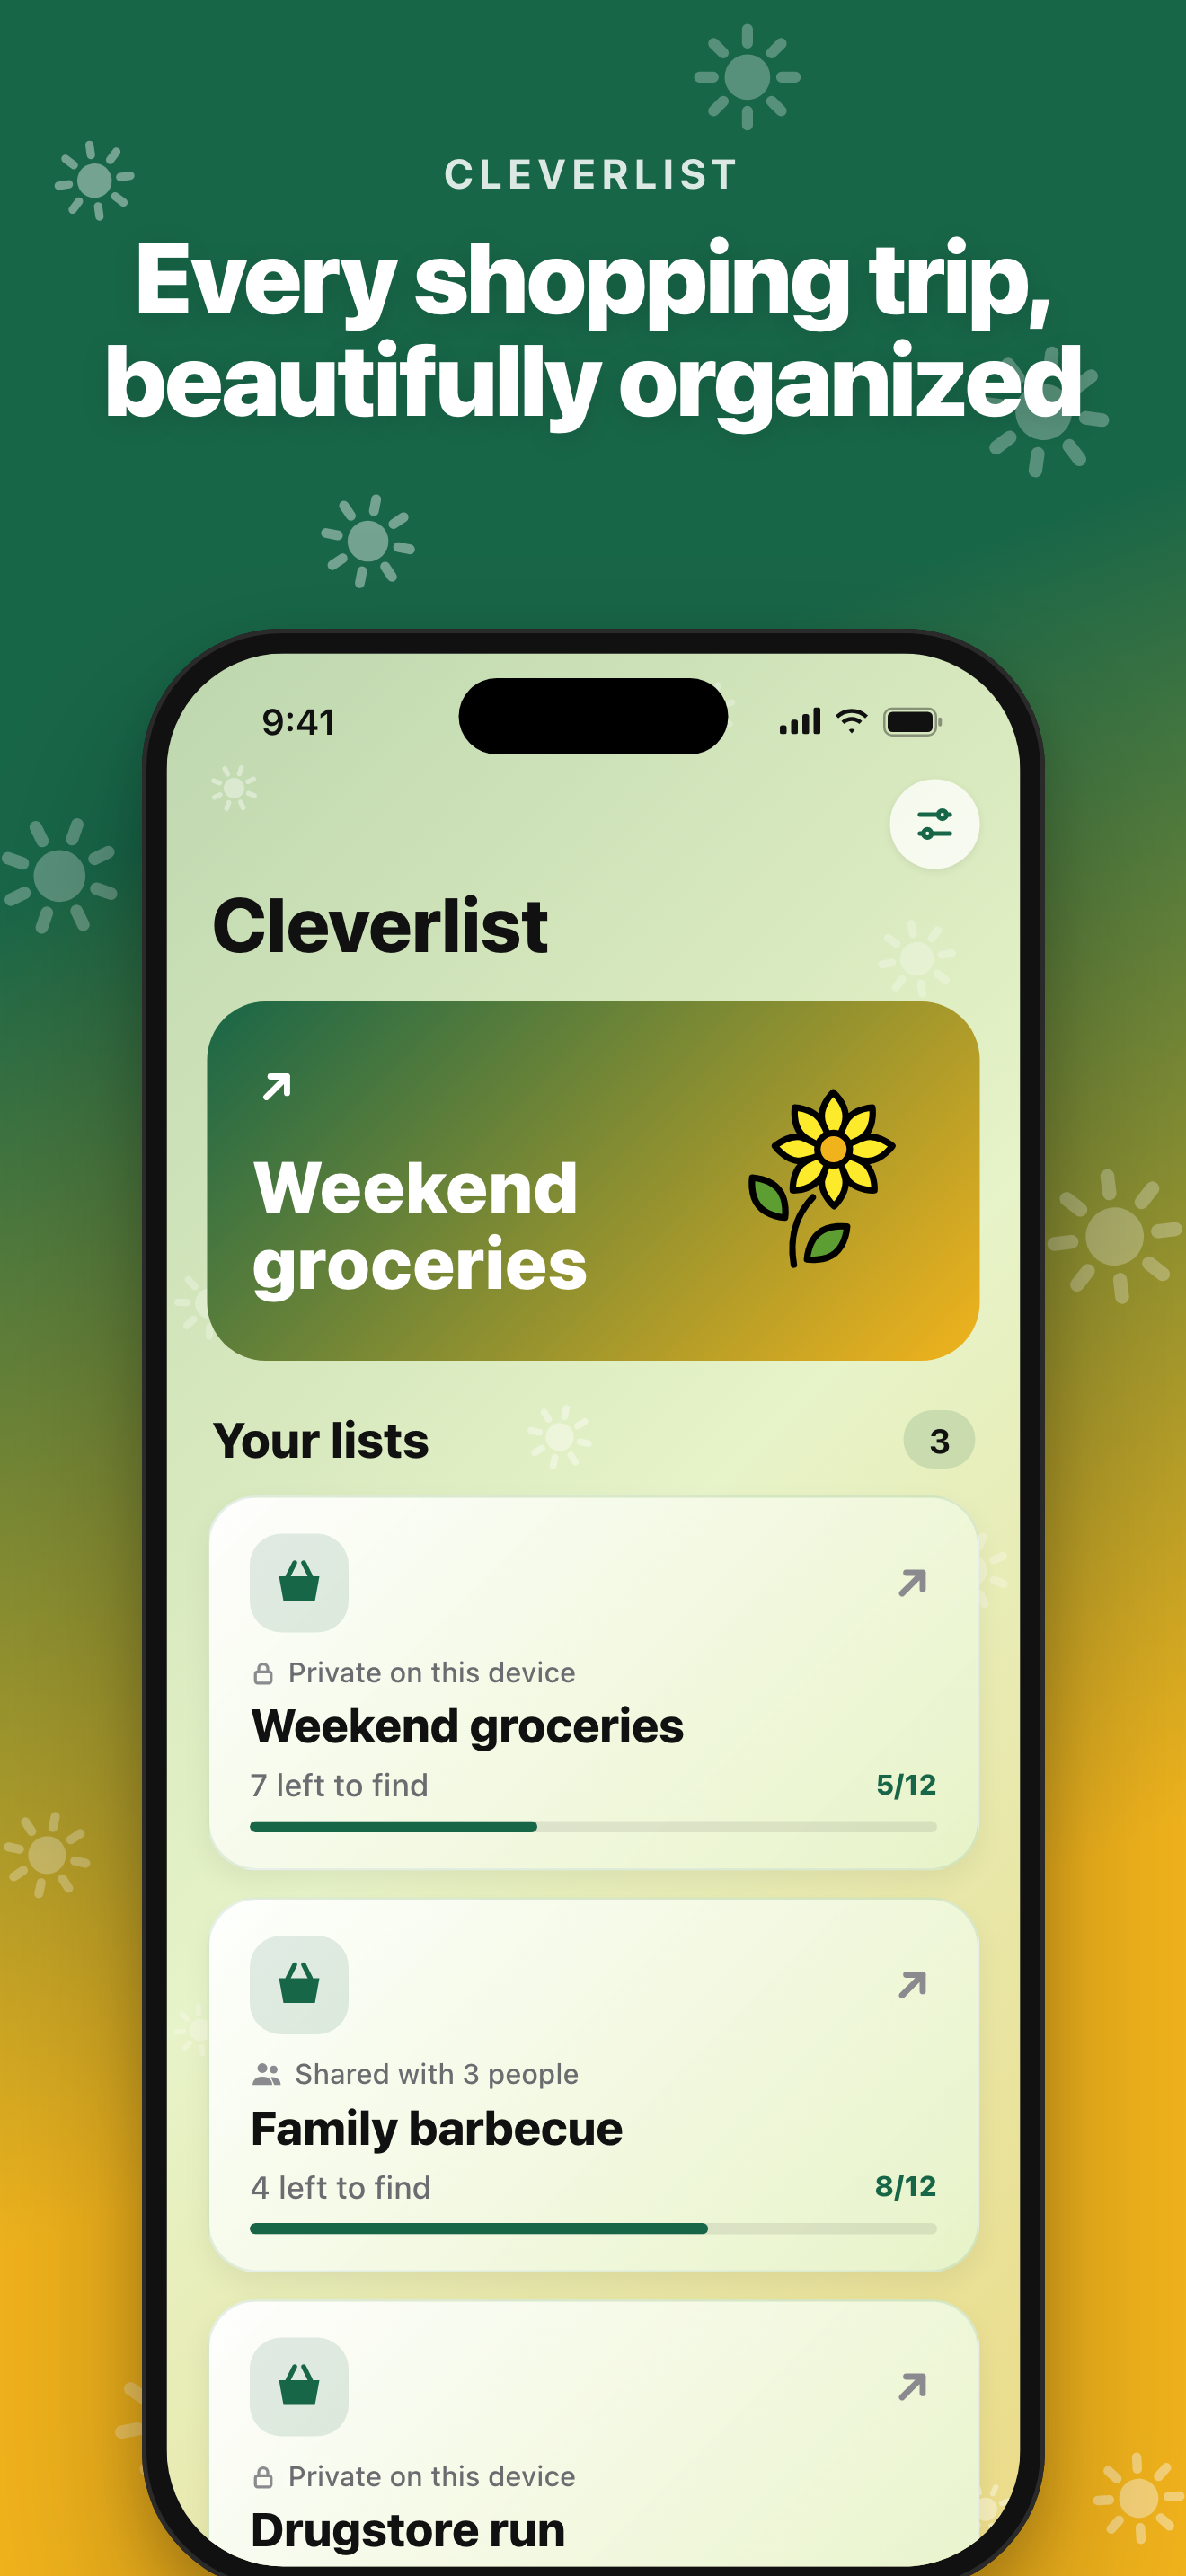 CLEVERLIST
Every shopping trip,
beautifully organized
9:41
Cleverlist
Weekend
groceries
Your lists
3
Private on this device
Weekend groceries
7 left to find
5/12
Shared with 3 people
Family barbecue
4 left to find
8/12
Private on this device
Drugstore run